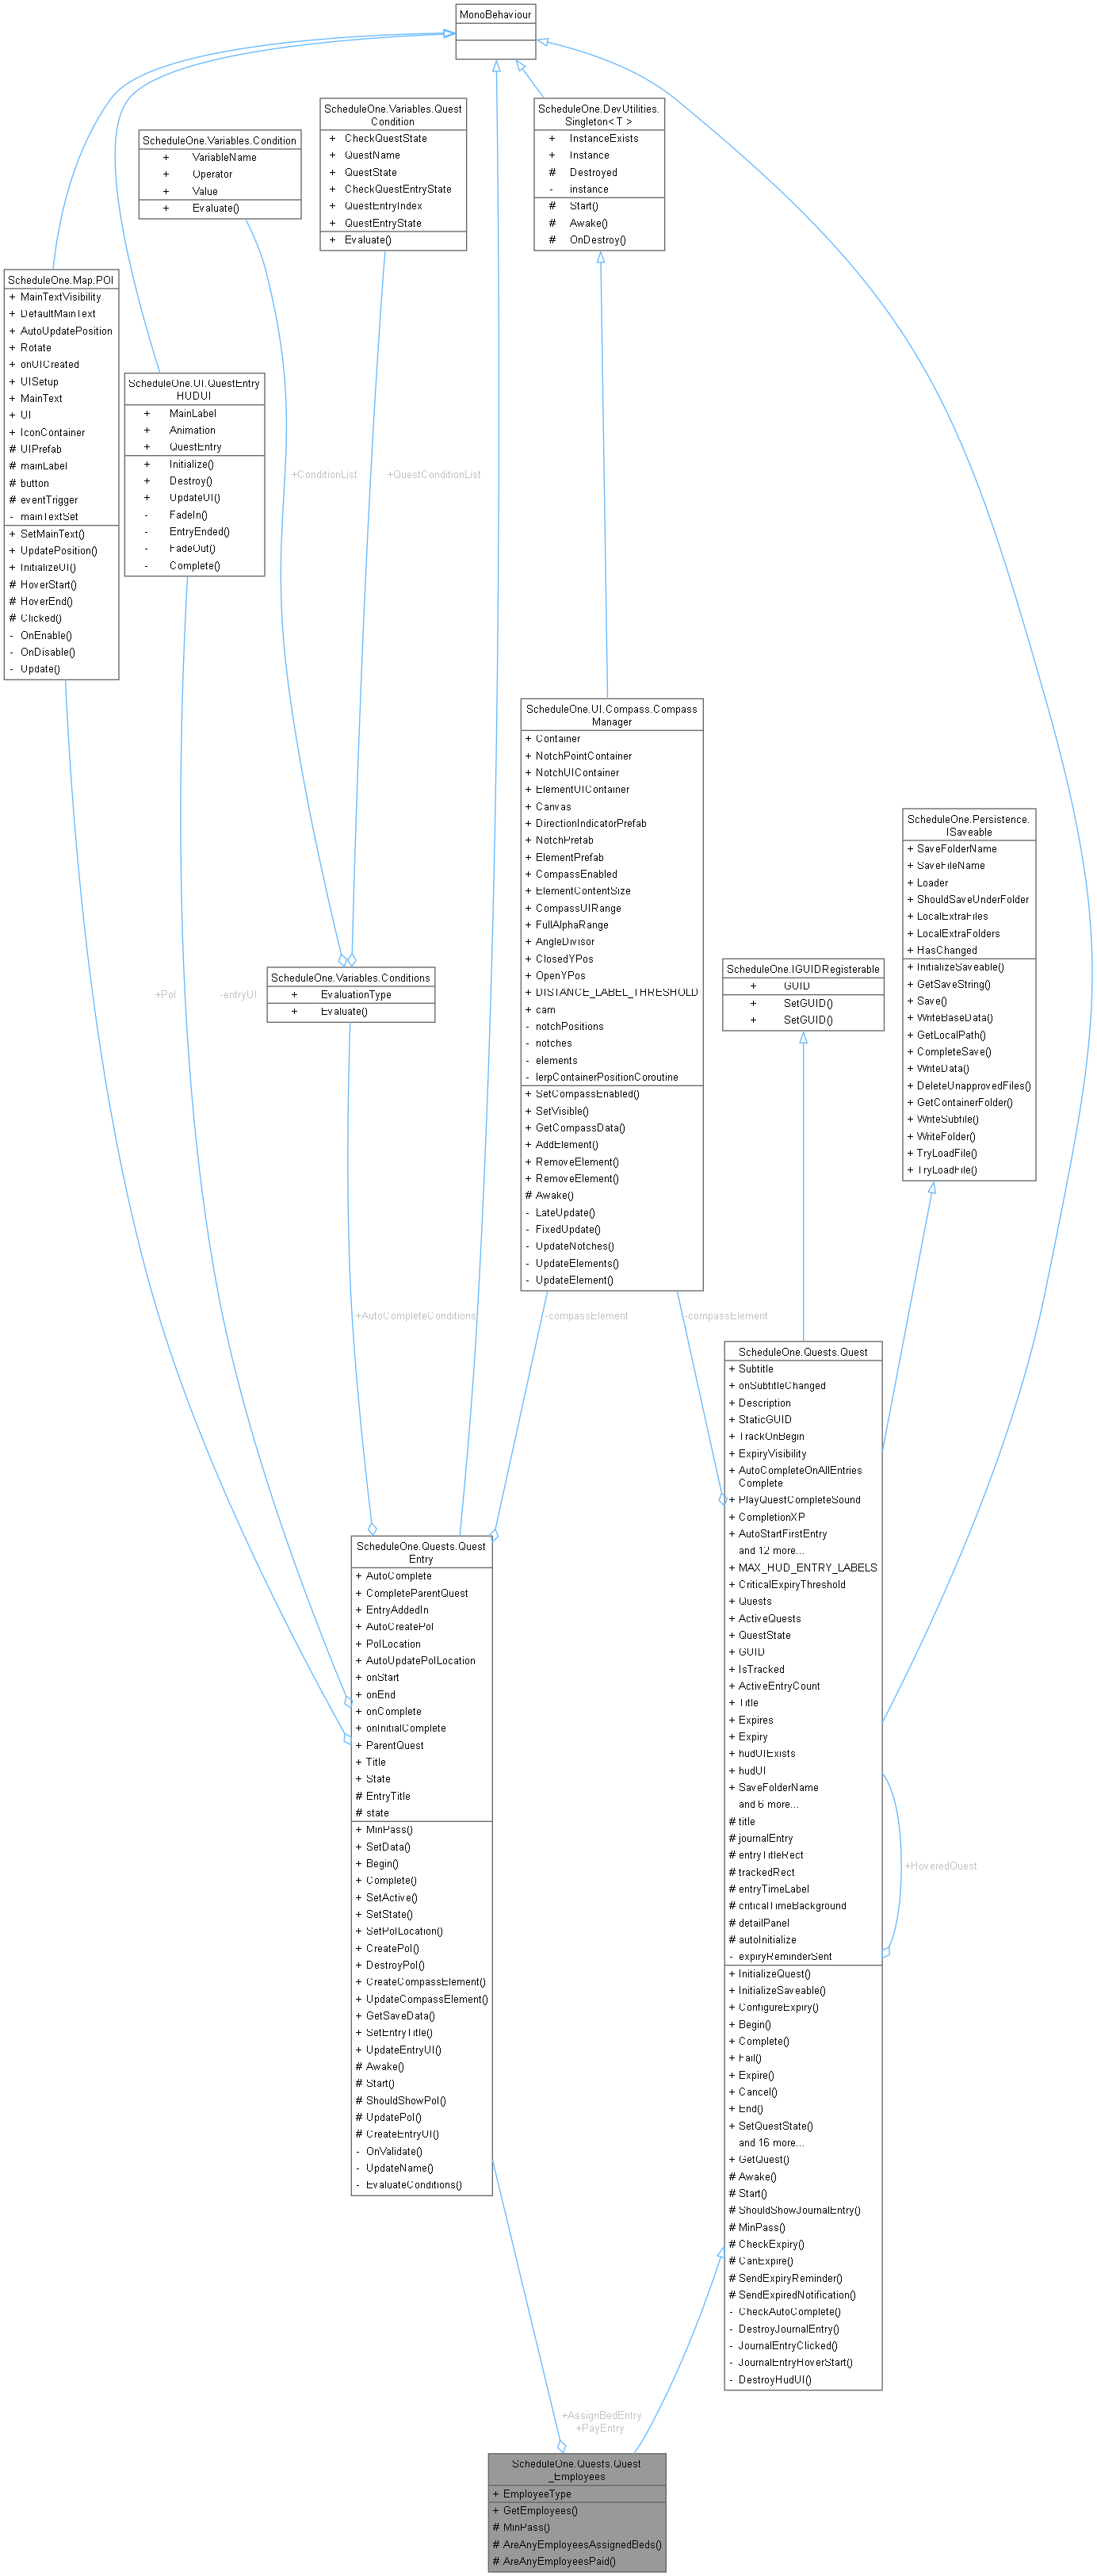 MonoBehaviour
ScheduleOne.Variables.Quest
Condition
+ CheckQuestState
+ QuestName
+ QuestState
+ CheckQuestEntryState
+ QuestEntryIndex
+ QuestEntryState
+ Evaluate()
ScheduleOne.DevUtilities.
Singleton< T >
+ InstanceExists
+ Instance
# Destroyed
- instance
# Start()
# Awake()
# OnDestroy()
ScheduleOne.Variables.Condition
+ VariableName
+ Operator
+ Value
+ Evaluate()
ScheduleOne.Map.POI
+ MainTextVisibility
+ DefaultMainText
+ AutoUpdatePosition
+ Rotate
+ onUICreated
+ UISetup
+ MainText
+ UI
+ IconContainer
# UIPrefab
# mainLabel
# button
# eventTrigger
- mainTextSet
+ SetMainText()
+ UpdatePosition()
+ InitializeUI()
# HoverStart()
# HoverEnd()
# Clicked()
- OnEnable()
- OnDisable()
- Update()
ScheduleOne.UI.QuestEntry
HUDUI
+ MainLabel
+ Animation
+ QuestEntry
+ Initialize()
+ Destroy()
+ UpdateUI()
- FadeIn()
- EntryEnded()
- FadeOut()
- Complete()
+ConditionList
+QuestConditionList
ScheduleOne.UI.Compass.Compass
Manager
+ Container
+ NotchPointContainer
+ NotchUIContainer
+ ElementUIContainer
+ Canvas
+ DirectionIndicatorPrefab
+ NotchPrefab
+ ElementPrefab
+ CompassEnabled
+ ElementContentSize
+ CompassUIRange
+ FullAlphaRange
+ AngleDivisor
+ ClosedYPos
+ OpenYPos
+ DISTANCE_LABEL_THRESHOLD
+ cam
- notchPositions
- notches
- elements
- lerpContainerPositionCoroutine
+ SetCompassEnabled()
+ SetVisible()
+ GetCompassData()
+ AddElement()
+ RemoveElement()
+ RemoveElement()
# Awake()
- LateUpdate()
- FixedUpdate()
- UpdateNotches()
- UpdateElements()
- UpdateElement()
ScheduleOne.Persistence.
ISaveable
+ SaveFolderName
+ SaveFileName
+ Loader
+ ShouldSaveUnderFolder
+ LocalExtraFiles
+ LocalExtraFolders
+ HasChanged
+ InitializeSaveable()
+ GetSaveString()
+ Save()
+ WriteBaseData()
+ GetLocalPath()
+ CompleteSave()
+ WriteData()
+ DeleteUnapprovedFiles()
+ GetContainerFolder()
+ WriteSubfile()
+ WriteFolder()
+ TryLoadFile()
+ TryLoadFile()
ScheduleOne.Variables.Conditions
+ EvaluationType
+ Evaluate()
ScheduleOne.IGUIDRegisterable
+ GUID
+ SetGUID()
+ SetGUID()
+PoI
-entryUI
+AutoCompleteConditions
-compassElement
-compassElement
ScheduleOne.Quests.Quest
+ Subtitle
+ onSubtitleChanged
+ Description
+ StaticGUID
+ TrackOnBegin
+ ExpiryVisibility
+ AutoCompleteOnAllEntries
Complete
+ PlayQuestCompleteSound
+ CompletionXP
+ AutoStartFirstEntry
and 12 more...
+ MAX_HUD_ENTRY_LABELS
+ CriticalExpiryThreshold
+ Quests
+ ActiveQuests
+ QuestState
+ GUID
+ IsTracked
+ ActiveEntryCount
+ Title
+ Expires
+ Expiry
+ hudUIExists
+ hudUI
+ SaveFolderName
and 6 more...
# title
# journalEntry
# entryTitleRect
# trackedRect
# entryTimeLabel
# criticalTimeBackground
# detailPanel
# autoInitialize
- expiryReminderSent
+ InitializeQuest()
+ InitializeSaveable()
+ ConfigureExpiry()
+ Begin()
+ Complete()
+ Fail()
+ Expire()
+ Cancel()
+ End()
+ SetQuestState()
and 16 more...
+ GetQuest()
# Awake()
# Start()
# ShouldShowJournalEntry()
# MinPass()
# CheckExpiry()
# CanExpire()
# SendExpiryReminder()
# SendExpiredNotification()
- CheckAutoComplete()
- DestroyJournalEntry()
- JournalEntryClicked()
- JournalEntryHoverStart()
- DestroyHudUI()
+HoveredQuest
ScheduleOne.Quests.Quest
Entry
+ AutoComplete
+ CompleteParentQuest
+ EntryAddedIn
+ AutoCreatePoI
+ PoILocation
+ AutoUpdatePoILocation
+ onStart
+ onEnd
+ onComplete
+ onInitialComplete
+ ParentQuest
+ Title
+ State
# EntryTitle
# state
+ MinPass()
+ SetData()
+ Begin()
+ Complete()
+ SetActive()
+ SetState()
+ SetPoILocation()
+ CreatePoI()
+ DestroyPoI()
+ CreateCompassElement()
+ UpdateCompassElement()
+ GetSaveData()
+ SetEntryTitle()
+ UpdateEntryUI()
# Awake()
# Start()
# ShouldShowPoI()
# UpdatePoI()
# CreateEntryUI()
- OnValidate()
- UpdateName()
- EvaluateConditions()
+AssignBedEntry
+PayEntry
ScheduleOne.Quests.Quest
_Employees
+ EmployeeType
+ GetEmployees()
# MinPass()
# AreAnyEmployeesAssignedBeds()
# AreAnyEmployeesPaid()